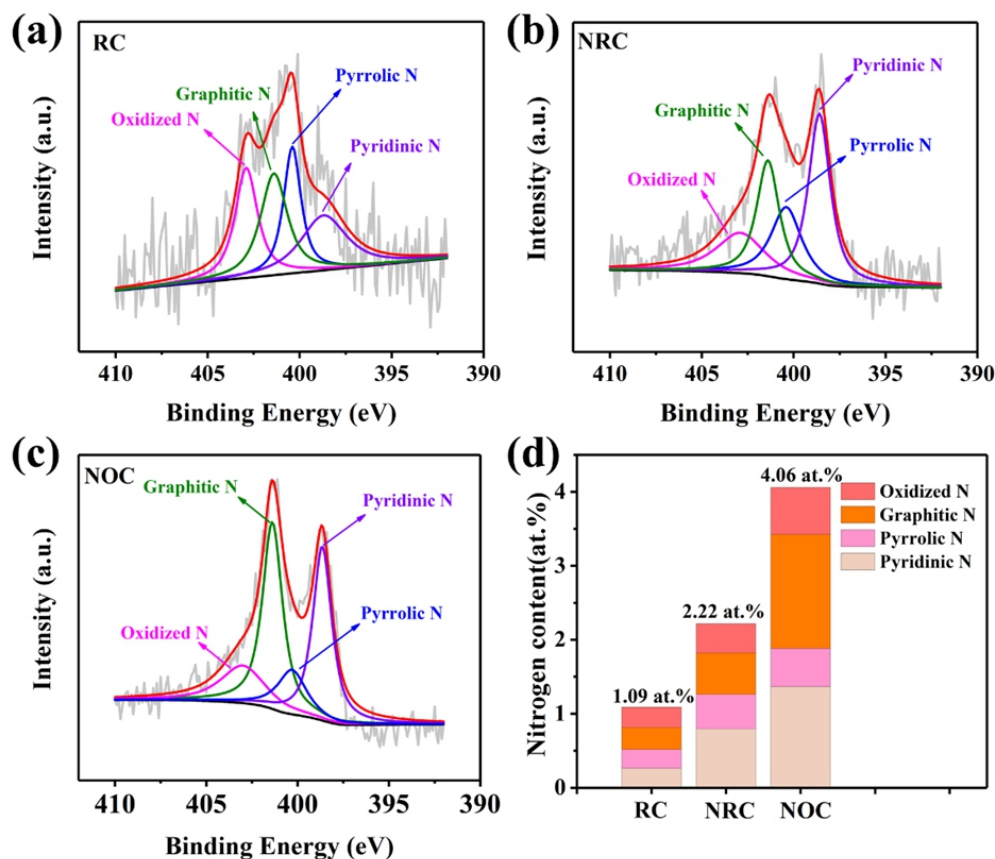 (a)
RC
Pyrrolic N
Graphitic N
Oxidized N
Pyridinic N
Intensity (a.u.)
410 405 400 395 390
Binding Energy (eV)
(b)
NRC
Pyridinic N
Graphitic N
Pyrrolic N
Oxidized N
Intensity (a.u.)
410 405 400 395 390
Binding Energy (eV)
(c)
NOC
Graphitic N
Pyridinic N
Oxidized N
Pyrrolic N
Intensity (a.u.)
410 405 400 395 390
Binding Energy (eV)
(d)
4.06 at.%
2.22 at.%
1.09 at.%
Oxidized N
Graphitic N
Pyrrolic N
Pyridinic N
Nitrogen content(at.%)
4
3
2
1
0
RC NRC NOC